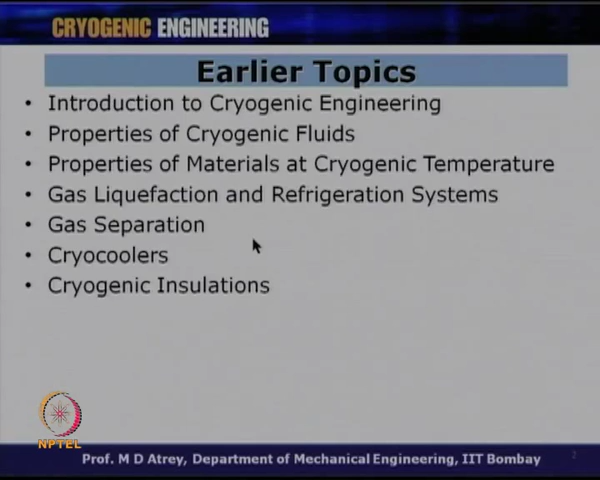 CRYOGENIC ENGINEERING
Earlier Topics
• Introduction to Cryogenic Engineering
• Properties of Cryogenic Fluids
• Properties of Materials at Cryogenic Temperature
• Gas Liquefaction and Refrigeration Systems
• Gas Separation
• Cryocoolers
• Cryogenic Insulations
NPTEL
Prof. M D Atrey, Department of Mechanical Engineering, IIT Bombay
2